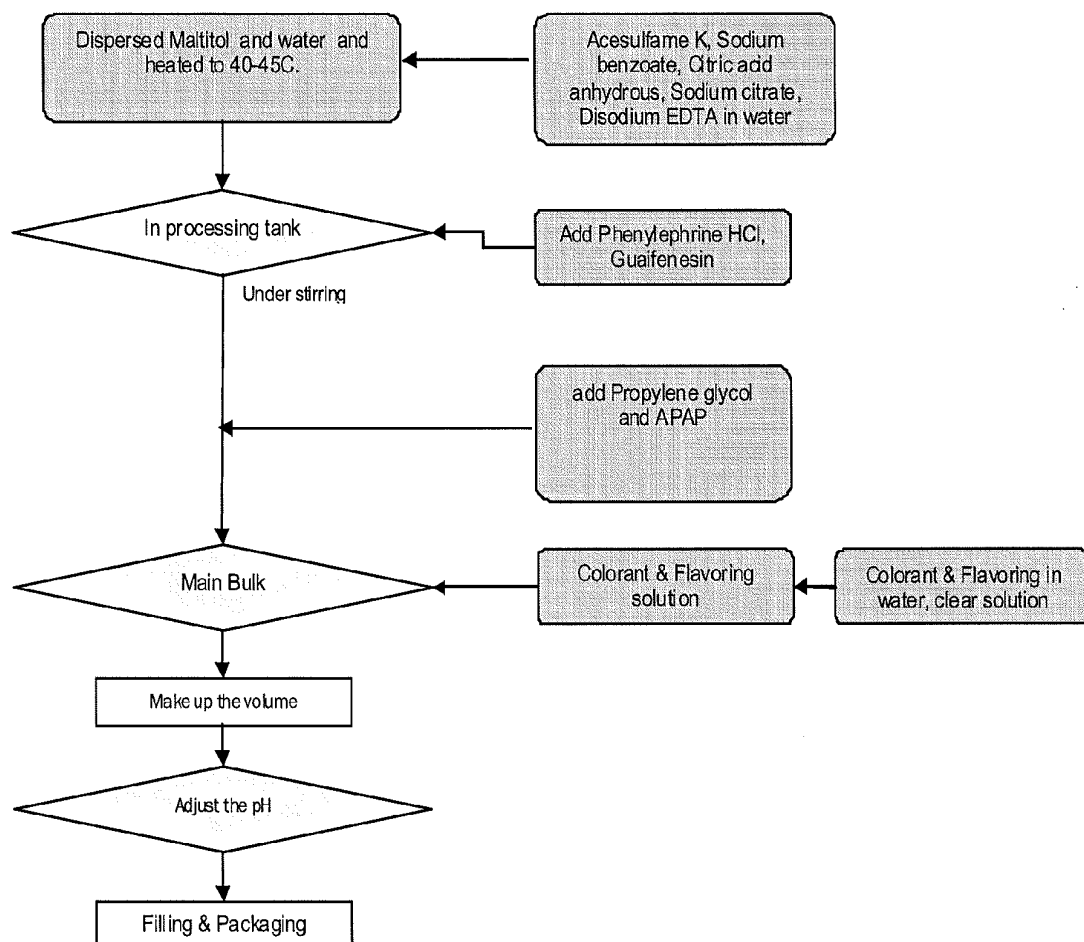 Dispersed Maltitol and water and
heated to 40-45C.
Acesulfame K, Sodium
benzoate, Citric acid
anhydrous, Sodium citrate,
Disodium EDTA in water
In processing tank
Add Phenylephrine HCl,
Guaifenesin
Under stirring
add Propylene glycol
and APAP
Main Bulk
Colorant & Flavoring
solution
Colorant & Flavoring in
water, clear solution
Make up the volume
Adjust the pH
Filling & Packaging